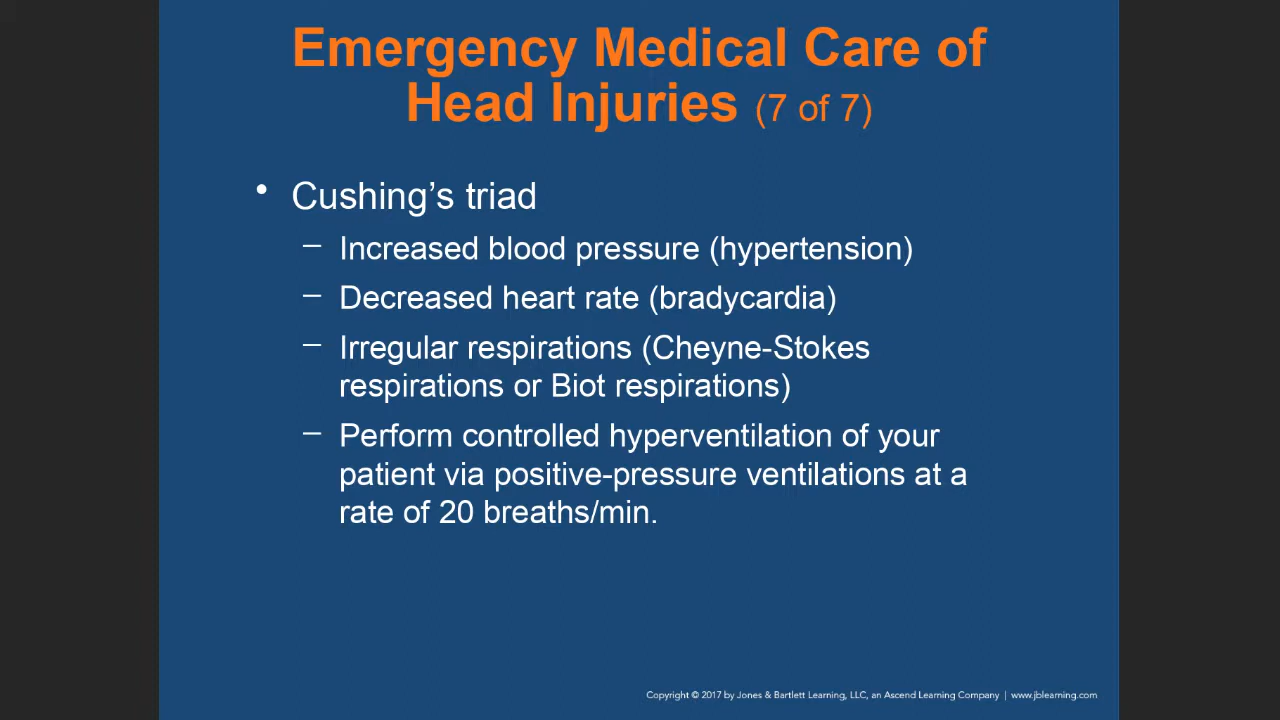 Emergency Medical Care of
Head Injuries (7 of 7)
• Cushing’s triad
– Increased blood pressure (hypertension)
– Decreased heart rate (bradycardia)
– Irregular respirations (Cheyne-Stokes
respirations or Biot respirations)
– Perform controlled hyperventilation of your
patient via positive-pressure ventilations at a
rate of 20 breaths/min.
Copyright © 2017 by Jones & Bartlett Learning, LLC, an Ascend Learning Company | www.jblearning.com